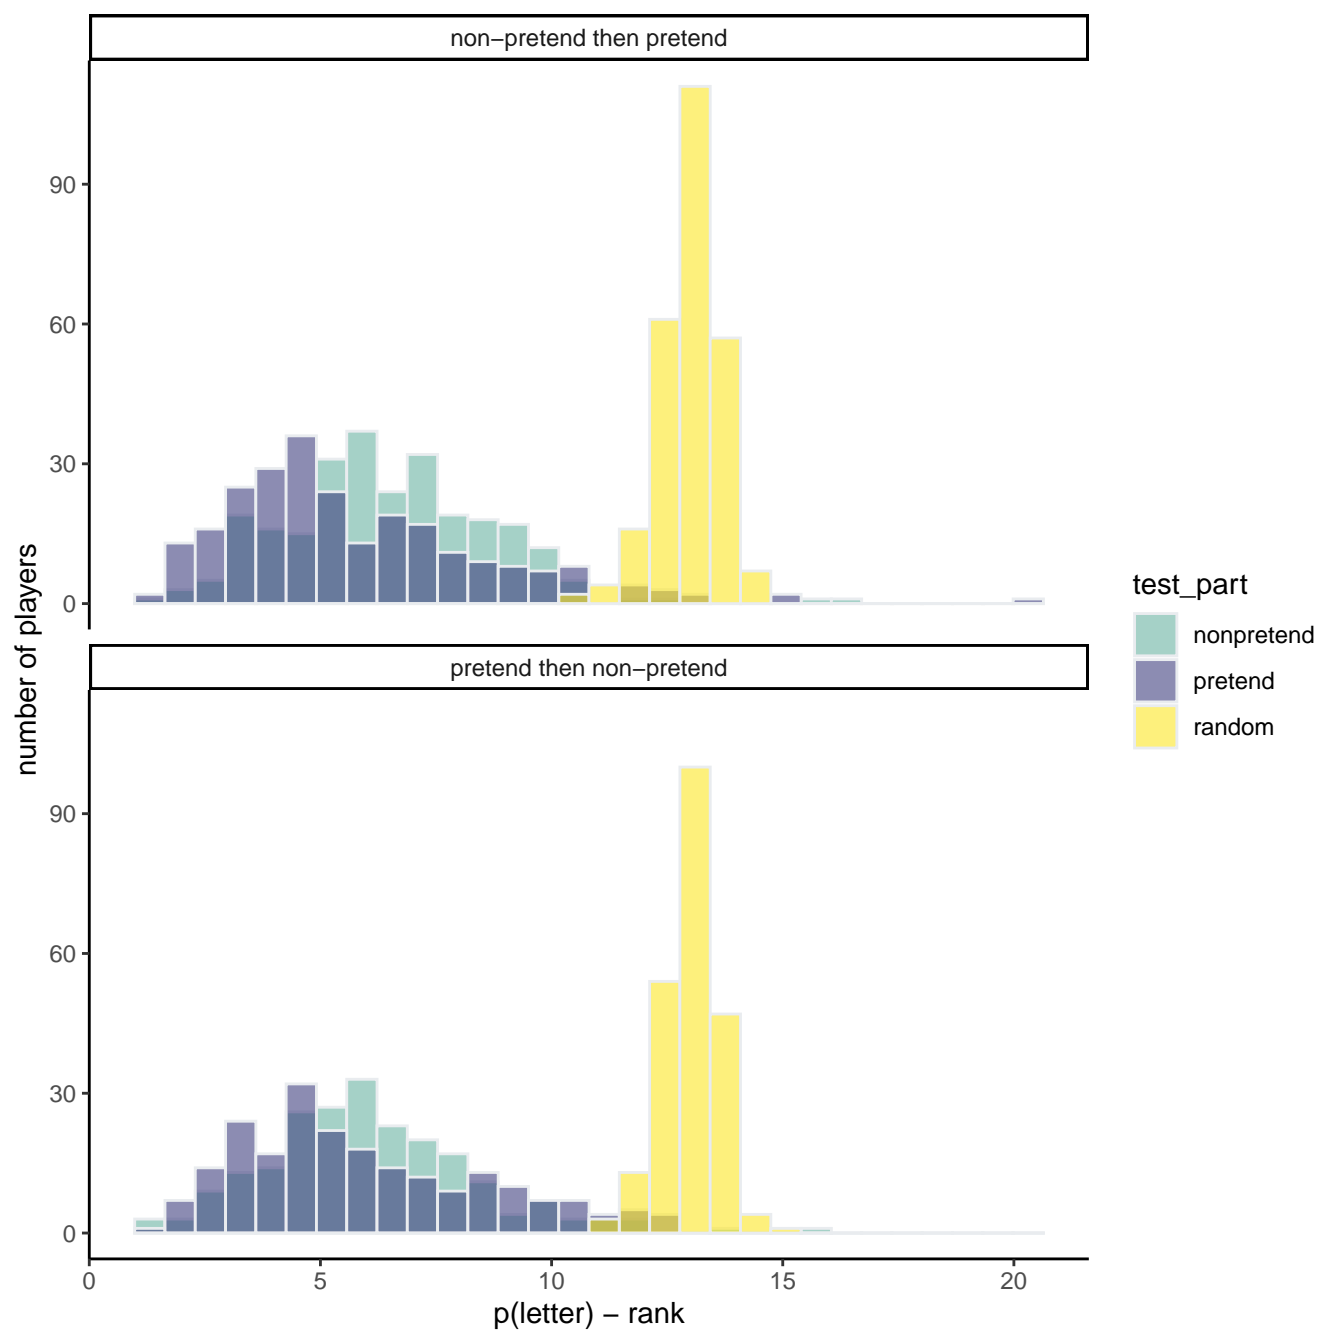 non−pretend then pretend
90
60
30
0
pretend then non−pretend
90
60
30
0
0 5 10 15 20
p(letter) − rank
number of players
test_part
nonpretend
pretend
random